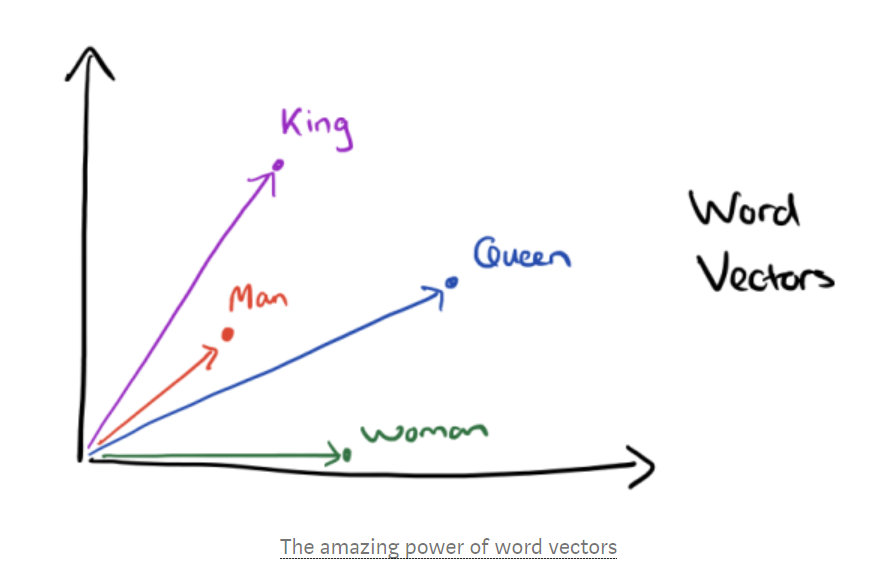 King
Word
Queen
Vectors
Man
Woman
The amazing power of word vectors